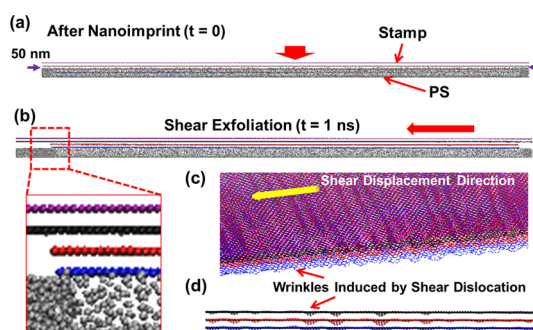 (a)
After Nanoimprint (t = 0)
Stamp
50 nm
PS
(b)
Shear Exfoliation (t = 1 ns)
(c)
Shear Displacement Direction
Wrinkles Induced by Shear Dislocation
(d)